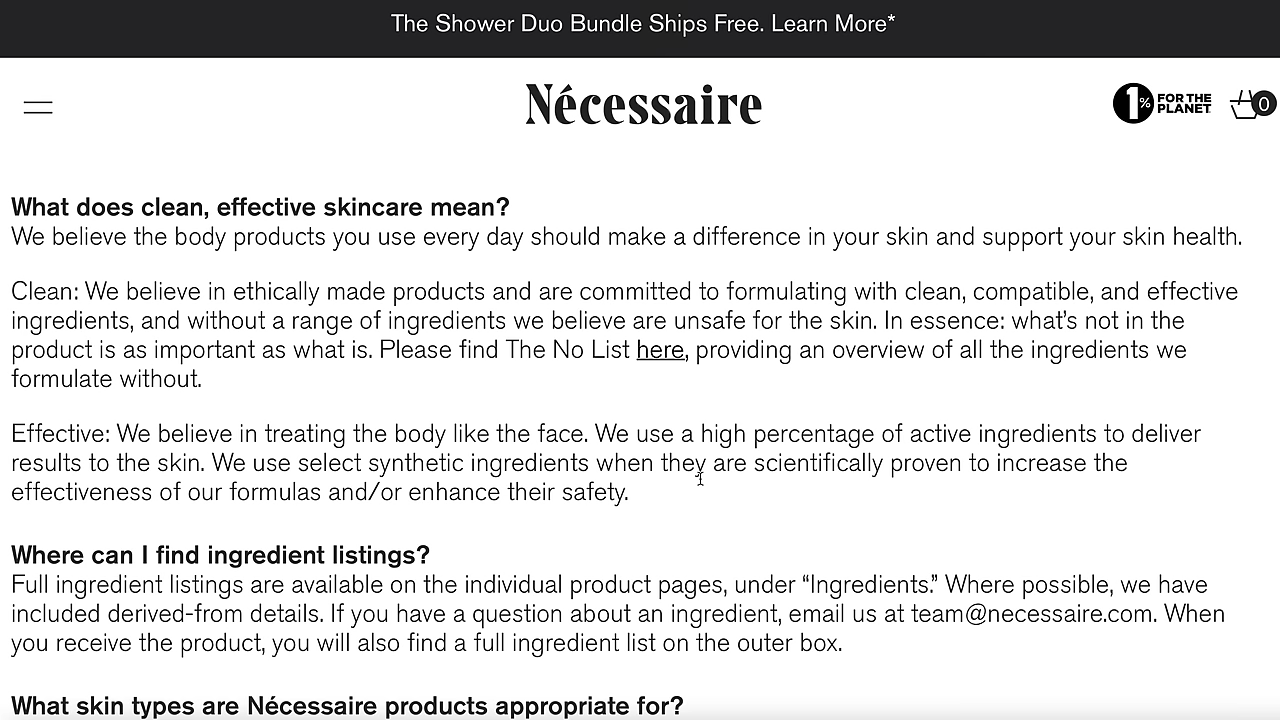 The Shower Duo Bundle Ships Free. Learn More*
Nécessaire
1% FOR THE PLANET
0
What does clean, effective skincare mean?
We believe the body products you use every day should make a difference in your skin and support your skin health.
Clean: We believe in ethically made products and are committed to formulating with clean, compatible, and effective
ingredients, and without a range of ingredients we believe are unsafe for the skin. In essence: what’s not in the
product is as important as what is. Please find The No List here, providing an overview of all the ingredients we
formulate without.
Effective: We believe in treating the body like the face. We use a high percentage of active ingredients to deliver
results to the skin. We use select synthetic ingredients when they are scientifically proven to increase the
effectiveness of our formulas and/or enhance their safety.
Where can I find ingredient listings?
Full ingredient listings are available on the individual product pages, under “Ingredients.” Where possible, we have
included derived-from details. If you have a question about an ingredient, email us at team@necessaire.com. When
you receive the product, you will also find a full ingredient list on the outer box.
What skin types are Nécessaire products appropriate for?